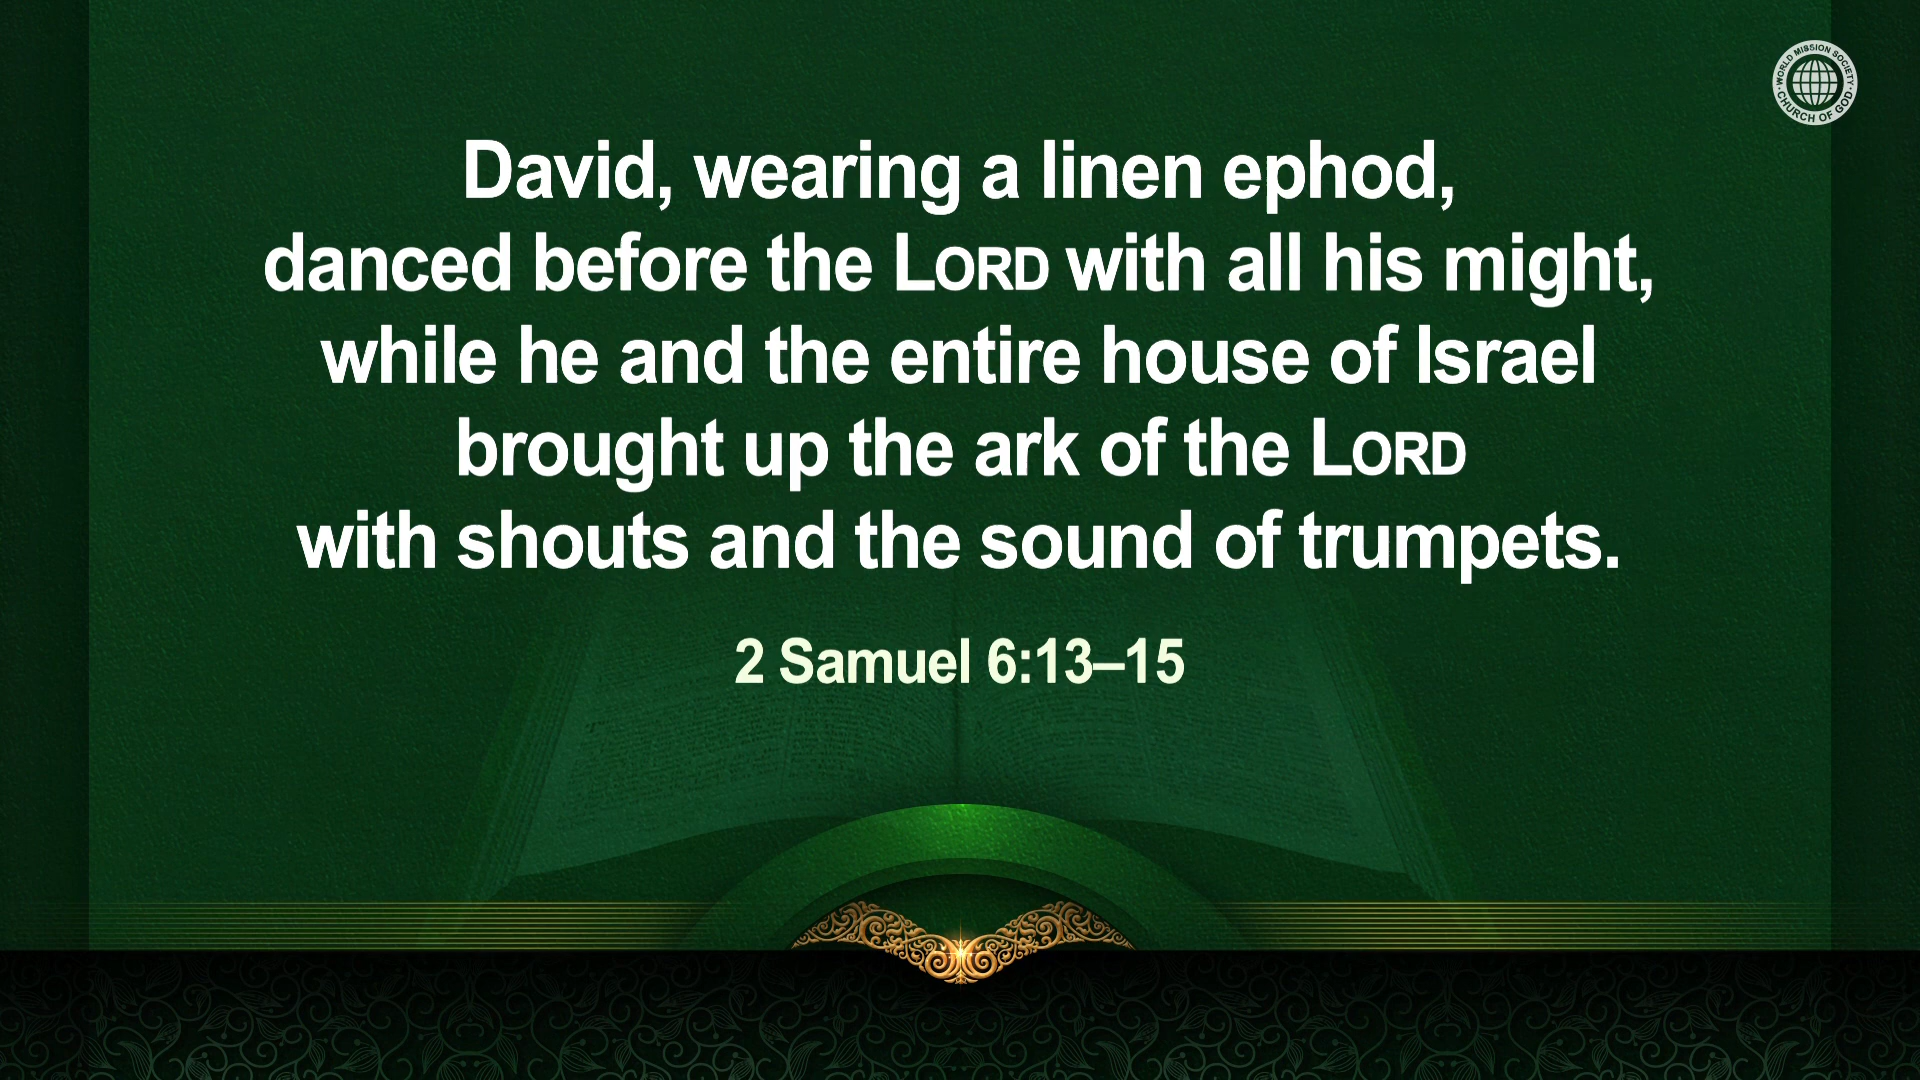 WORLD MISSION SOCIETY
CHURCH OF GOD
David, wearing a linen ephod,
danced before the LORD with all his might,
while he and the entire house of Israel
brought up the ark of the LORD
with shouts and the sound of trumpets.
2 Samuel 6:13–15